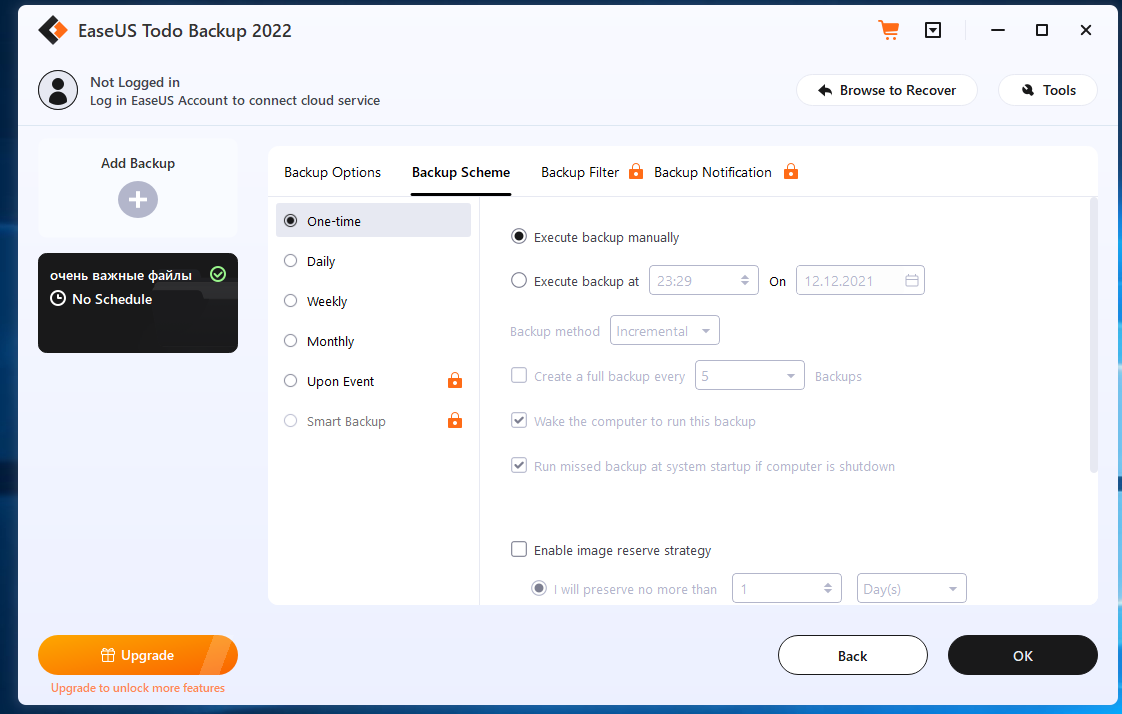 EaseUS Todo Backup 2022
Not Logged in
Log in EaseUS Account to connect cloud service
Browse to Recover
Tools
Add Backup
очень важные файлы
No Schedule
Backup Options
Backup Scheme
Backup Filter
Backup Notification
One-time
Daily
Weekly
Monthly
Upon Event
Smart Backup
Execute backup manually
Execute backup at 23:29 On 12.12.2021
Backup method Incremental
Create a full backup every 5 Backups
Wake the computer to run this backup
Run missed backup at system startup if computer is shutdown
Enable image reserve strategy
I will preserve no more than 1 Day(s)
Upgrade
Upgrade to unlock more features
Back
OK